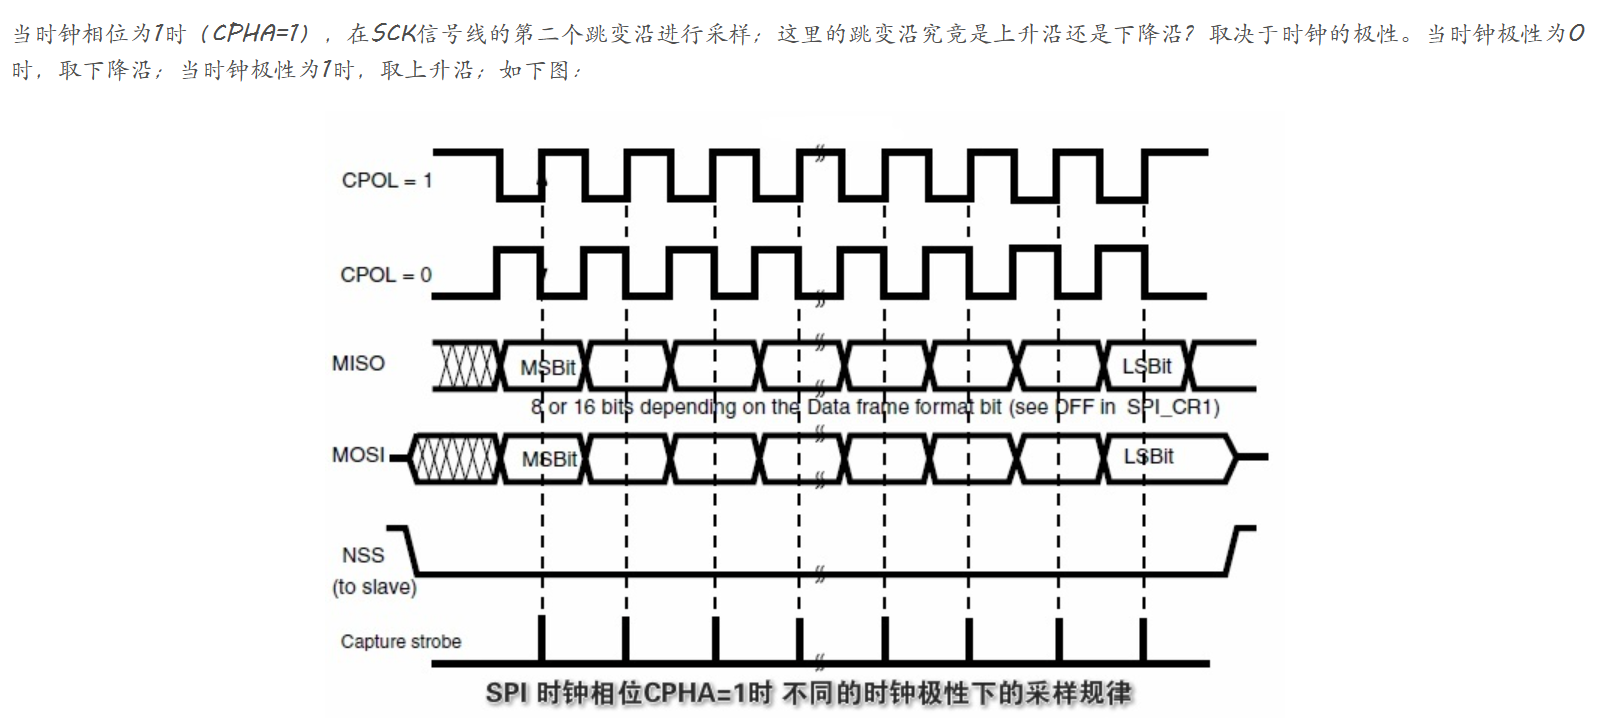 当时钟相位为1时（CPHA=1），在SCK信号线的第二个跳变沿进行采样；这里的跳变沿究竟是上升沿还是下降沿？取决于时钟的极性。当时钟极性为0
时，取下降沿；当时钟极性为1时，取上升沿；如下图：
CPOL = 1
CPOL = 0
MISO
MSBit
LSBit
8 or 16 bits depending on the Data frame format bit (see DFF in SPI_CR1)
MOSI
MSBit
LSBit
NSS
(to slave)
Capture strobe
SPI 时钟相位CPHA=1时 不同的时钟极性下的采样规律